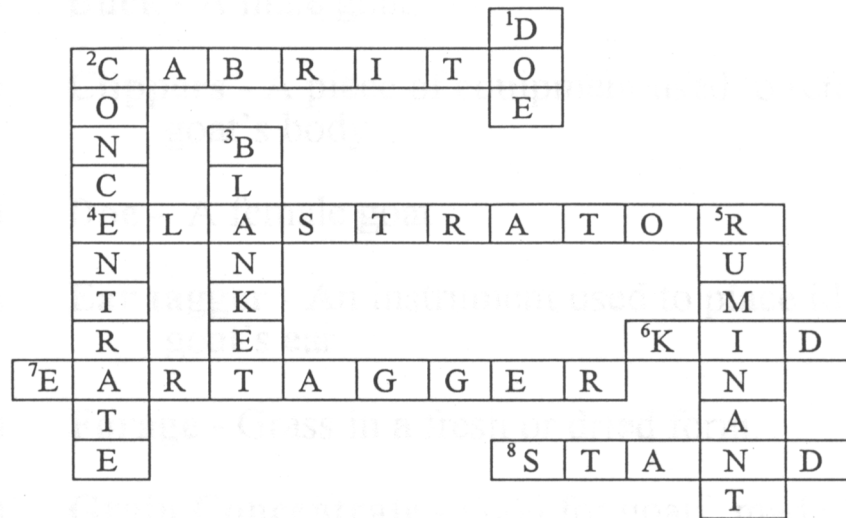 1D
2C A B R I T O
O E
N 3B
C L
4E L A S T R A T O 5R
N N U
T K M
R E 6K I D
7E A R T A G G E R N
T A
E 8S T A N D
T